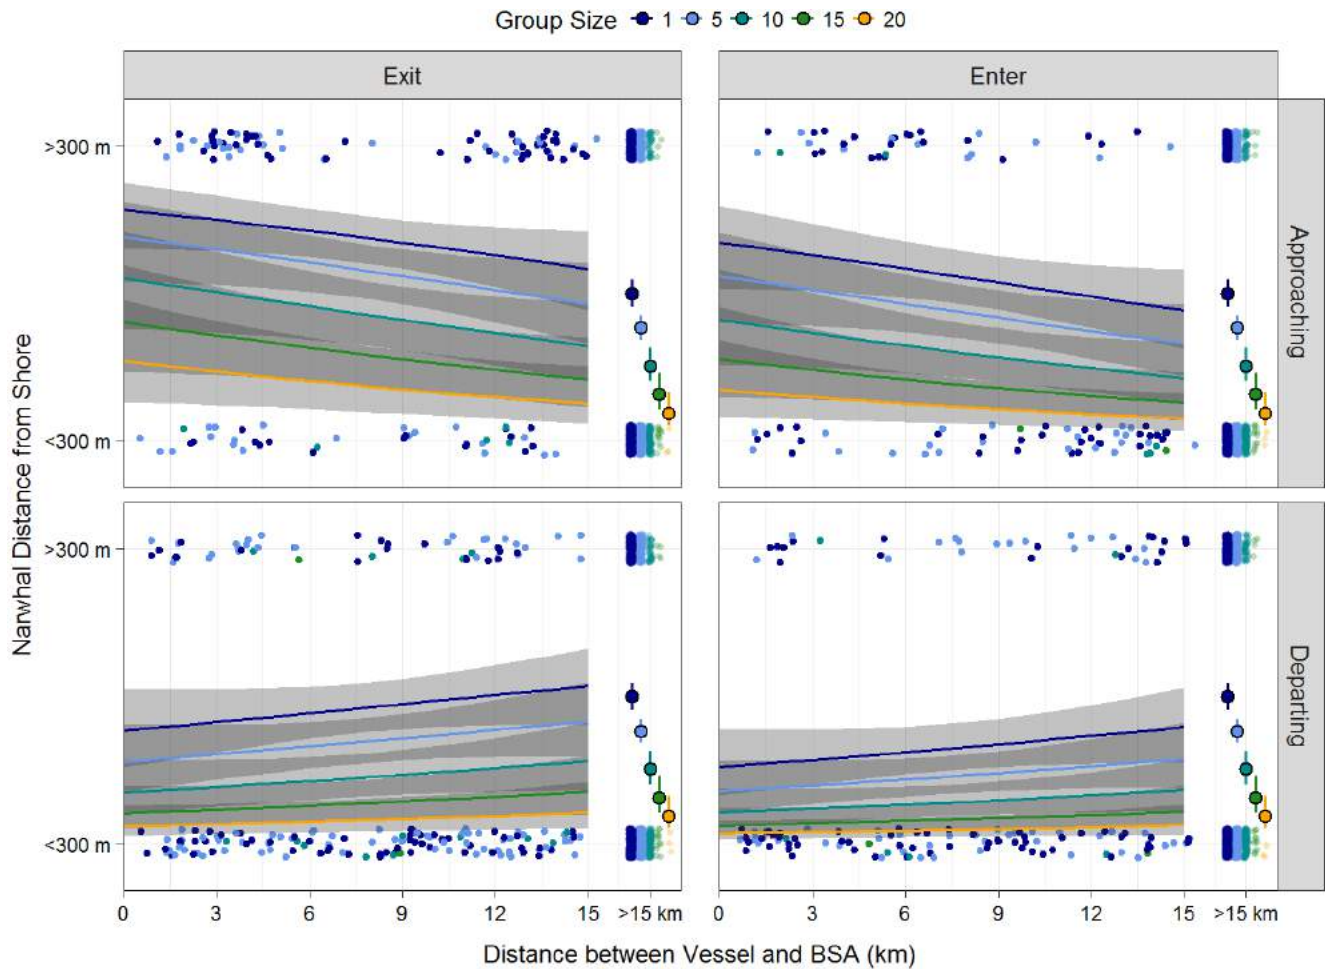 Group Size 1 5 10 15 20
Exit Enter
>300 m
<300 m
Approaching
>300 m
<300 m
Departing
Narwhal Distance from Shore
0 3 6 9 12 15 >15 km 0 3 6 9 12 15 >15 km
Distance between Vessel and BSA (km)